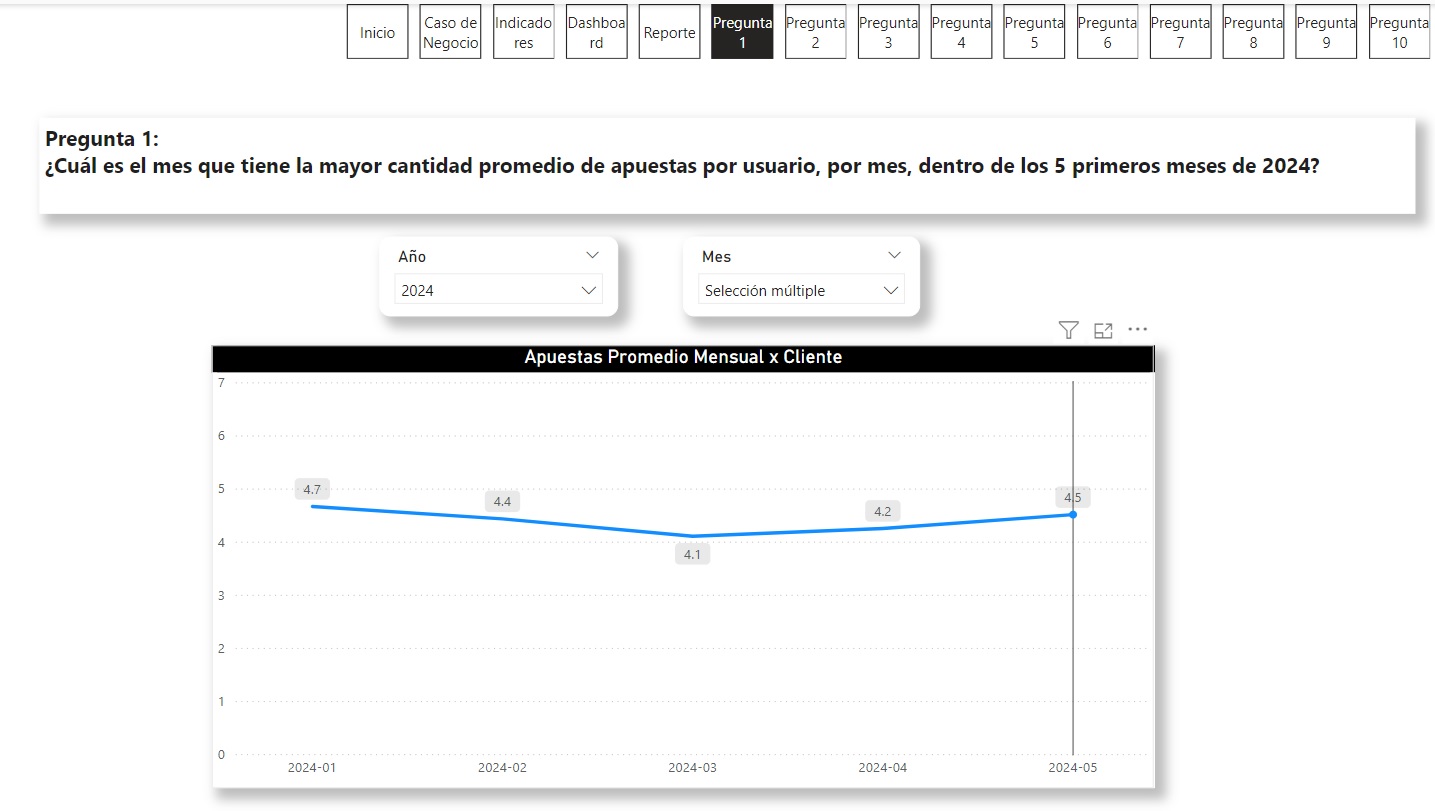 Inicio
Caso de
Negocio
Indicado
res
Dashboa
rd
Reporte
Pregunta
1
Pregunta
2
Pregunta
3
Pregunta
4
Pregunta
5
Pregunta
6
Pregunta
7
Pregunta
8
Pregunta
9
Pregunta
10
Pregunta 1:
¿Cuál es el mes que tiene la mayor cantidad promedio de apuestas por usuario, por mes, dentro de los 5 primeros meses de 2024?
Año
2024
Mes
Selección múltiple
Apuestas Promedio Mensual x Cliente
7
6
5
4
3
2
1
0
4.7
4.4
4.1
4.2
4.5
2024-01
2024-02
2024-03
2024-04
2024-05